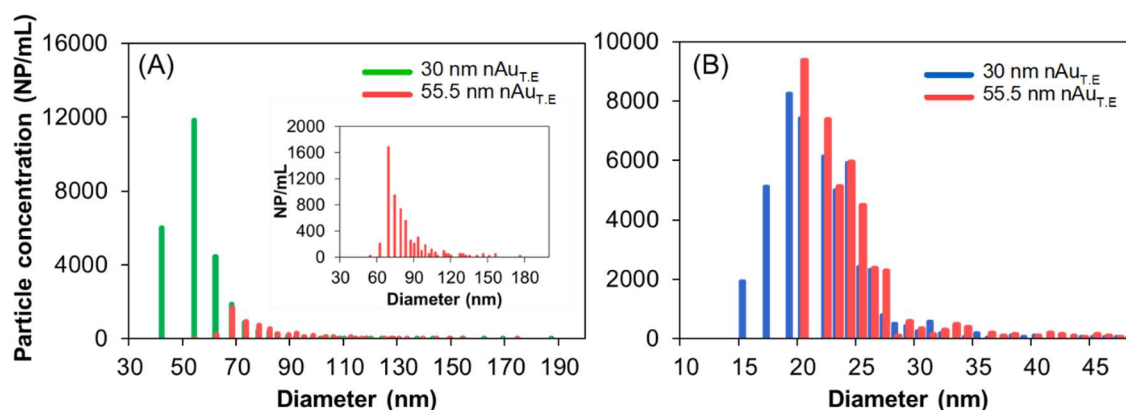 Particle concentration (NP/mL)
16000
12000
8000
4000
0
(A)
30 nm nAuT.E
55.5 nm nAuT.E
NP/mL
2000
1600
1200
800
400
0
30 60 90 120 150 180
Diameter (nm)
30 50 70 90 110 130 150 170 190
Diameter (nm)
10000
8000
6000
4000
2000
0
(B)
30 nm nAuT.E
55.5 nm nAuT.E
10 15 20 25 30 35 40 45
Diameter (nm)